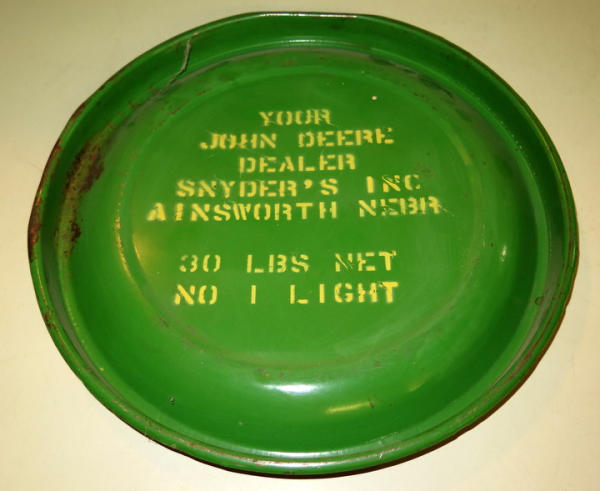 YOUR
JOHN DEERE
DEALER
SNYDER'S INC
AINSWORTH NEBR
30 LBS NET
NO 1 LIGHT